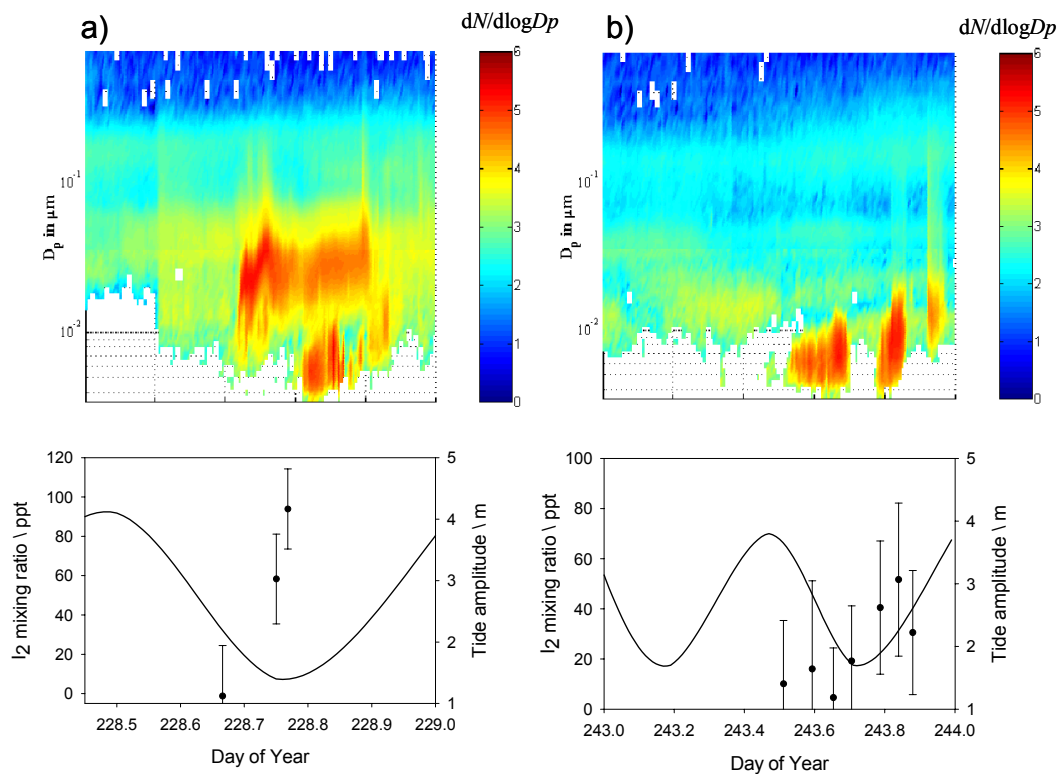 a)
dN/dlogDp
6
5
4
3
2
1
0
10-1
10-2
Dp in μm
b)
dN/dlogDp
6
5
4
3
2
1
0
10-1
10-2
Dp in μm
120
100
80
60
40
20
0
I2 mixing ratio \ ppt
5
4
3
2
1
Tide amplitude \ m
228.5 228.6 228.7 228.8 228.9 229.0
Day of Year
100
80
60
40
20
0
I2 mixing ratio \ ppt
5
4
3
2
1
Tide amplitude \ m
243.0 243.2 243.4 243.6 243.8 244.0
Day of Year